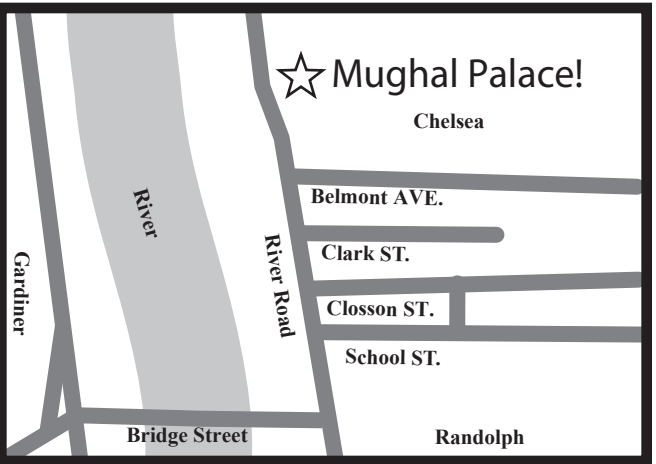 Mughal Palace!
Chelsea
Belmont AVE.
River
Clark ST.
River Road
Gardiner
Closson ST.
School ST.
Bridge Street
Randolph